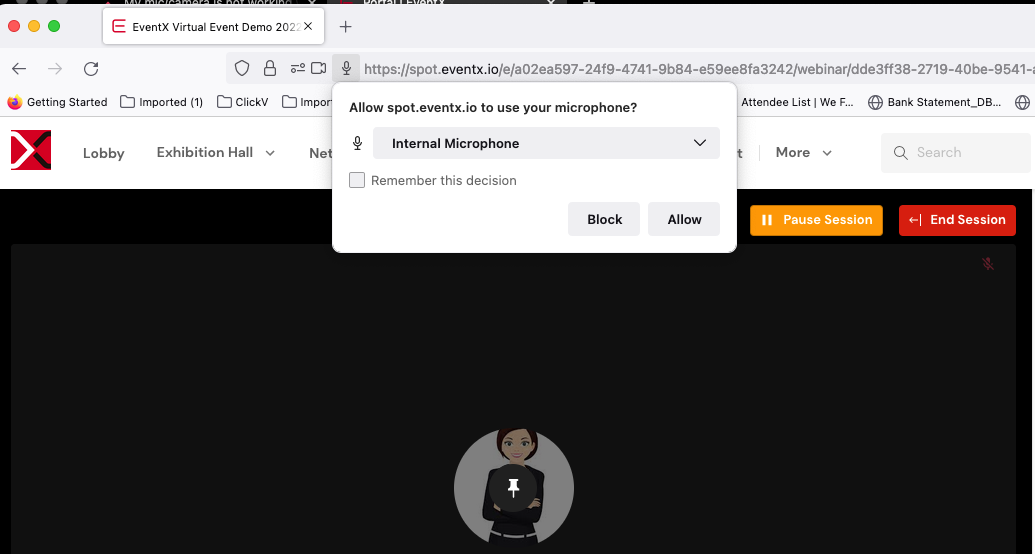 My mic/camera is not working
Portal | EventX
EventX Virtual Event Demo 2022
https://spot.eventx.io/e/a02ea597-24f9-4741-9b84-e59ee8fa3242/webinar/dde3ff38-2719-40be-9541-a
Getting Started
Imported (1)
ClickV
Impor
Attendee List | We F...
Bank Statement_DB...
Allow spot.eventx.io to use your microphone?
Internal Microphone
Remember this decision
Block
Allow
Lobby
Exhibition Hall
Net
t
More
Search
Pause Session
End Session